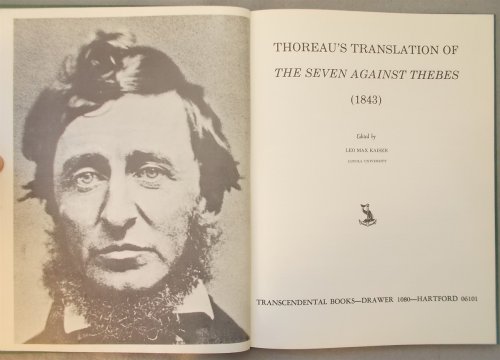 THOREAU'S TRANSLATION OF
THE SEVEN AGAINST THEBES
(1843)
Edited by
LEO MAX KAISER
LOYOLA UNIVERSITY
TRANSCENDENTAL BOOKS—DRAWER 1080—HARTFORD 06101